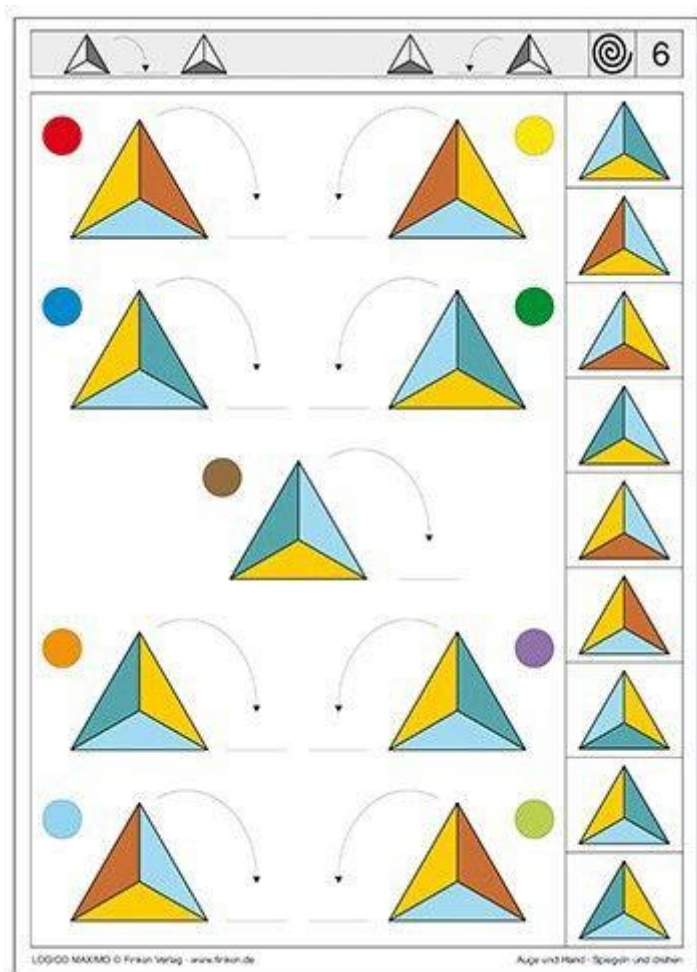 6
LOGICO MAXIMO © Finken Verlag · www.finken.de
Auge und Hand · Spiegeln und drehen